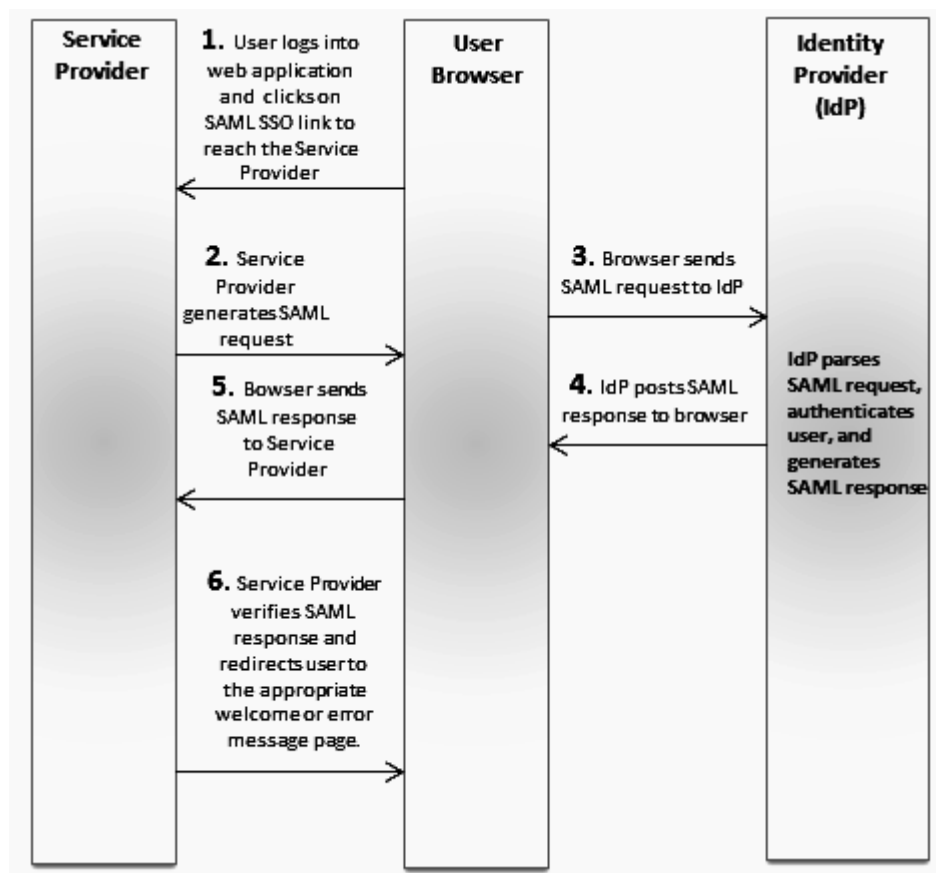 Service
Provider
1. User logs into
web application
and clicks on
SAML SSO link to
reach the Service
Provider
User
Browser
Identity
Provider
(IdP)
2. Service
Provider
generates SAML
request
3. Browser sends
SAML request to IdP
IdP parses
SAML request,
authenticates
user, and
generates
SAML response
4. IdP posts SAML
response to browser
5. Bowser sends
SAML response
to Service
Provider
6. Service Provider
verifies SAML
response and
redirects user to
the appropriate
welcome or error
message page.